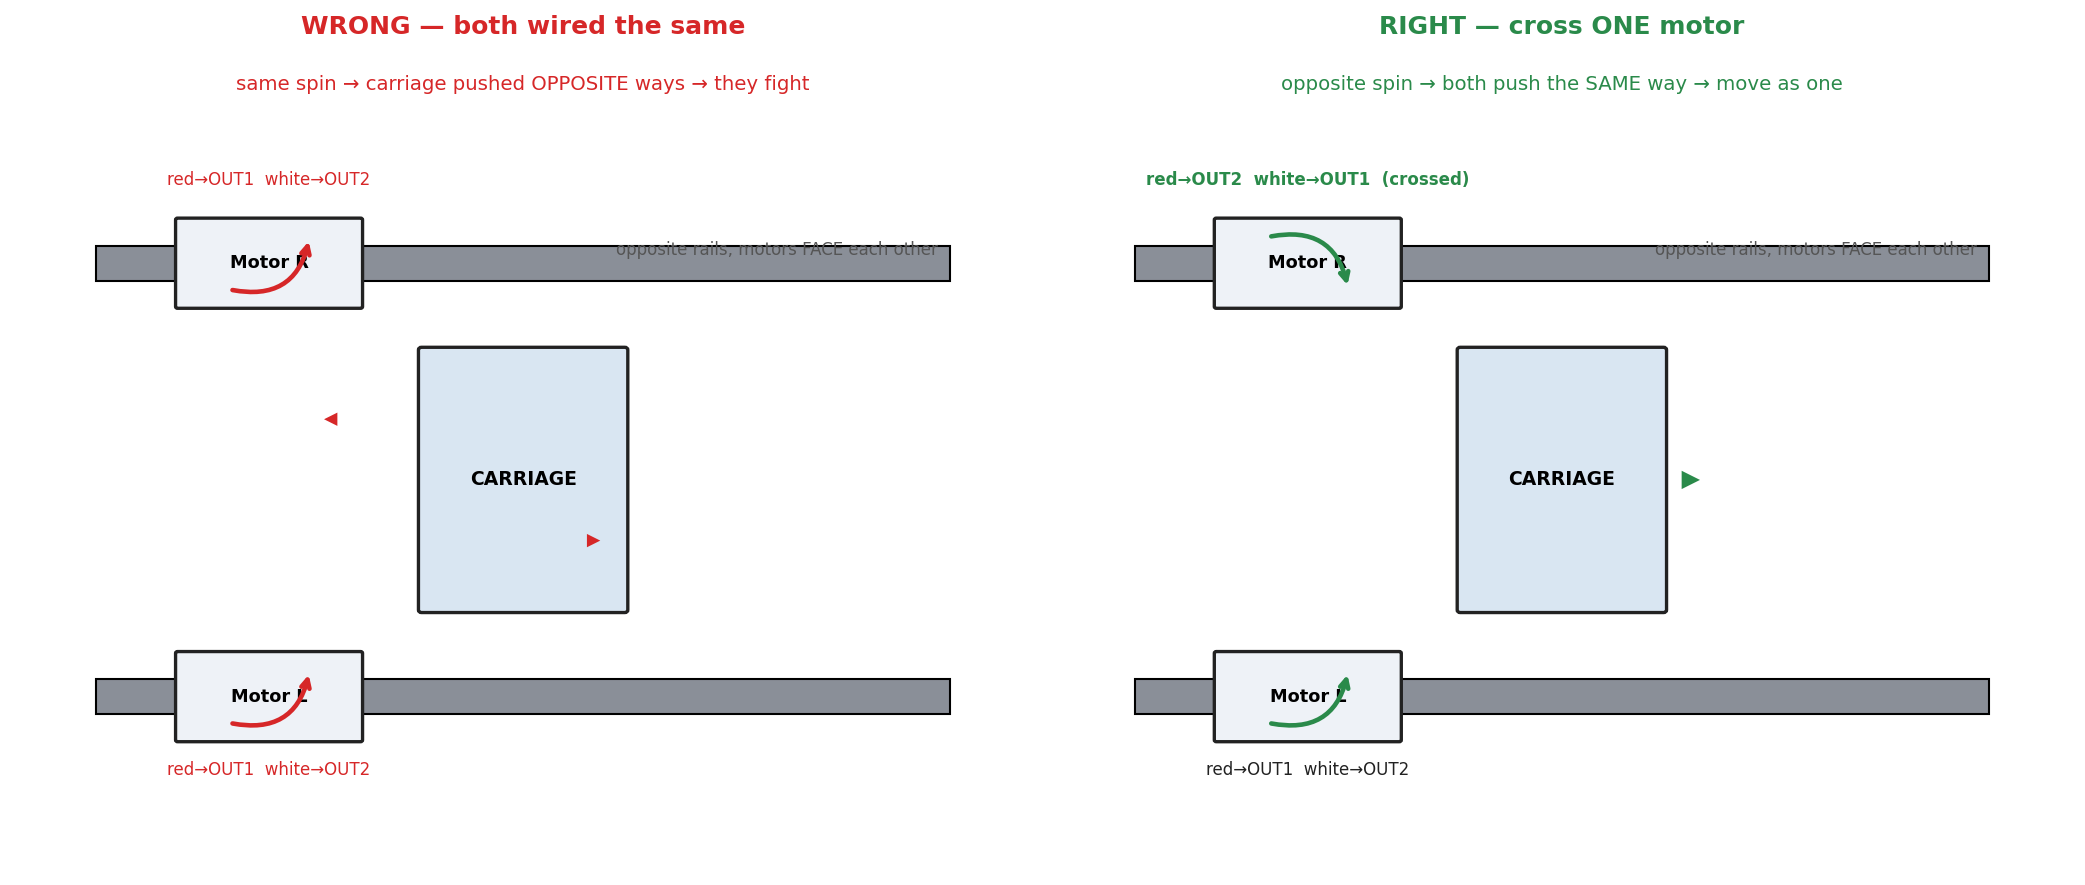 WRONG — both wired the same
same spin → carriage pushed OPPOSITE ways → they fight
red→OUT1 white→OUT2
Motor R
opposite rails, motors FACE each other
CARRIAGE
Motor L
red→OUT1 white→OUT2
RIGHT — cross ONE motor
opposite spin → both push the SAME way → move as one
red→OUT2 white→OUT1 (crossed)
Motor R
opposite rails, motors FACE each other
CARRIAGE
Motor L
red→OUT1 white→OUT2